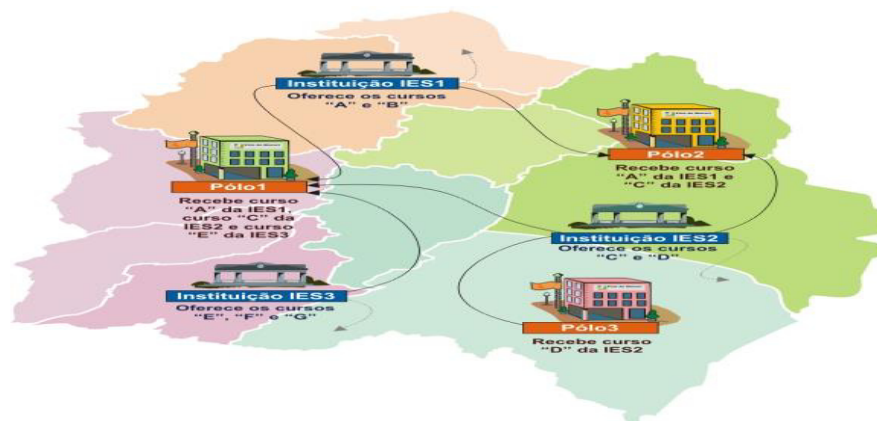 Instituição IES1
Oferece os cursos
"A" e "B"
Pólo2
Recebe curso
"A" da IES1 e
"C" da IES2
Pólo1
Recebe curso
"A" da IES1,
curso "C" da
IES2 e curso
"E" da IES3
Instituição IES2
Oferece os cursos
"C" e "D"
Instituição IES3
Oferece os cursos
"E", "F" e "G"
Pólo3
Recebe curso
"D" da IES2